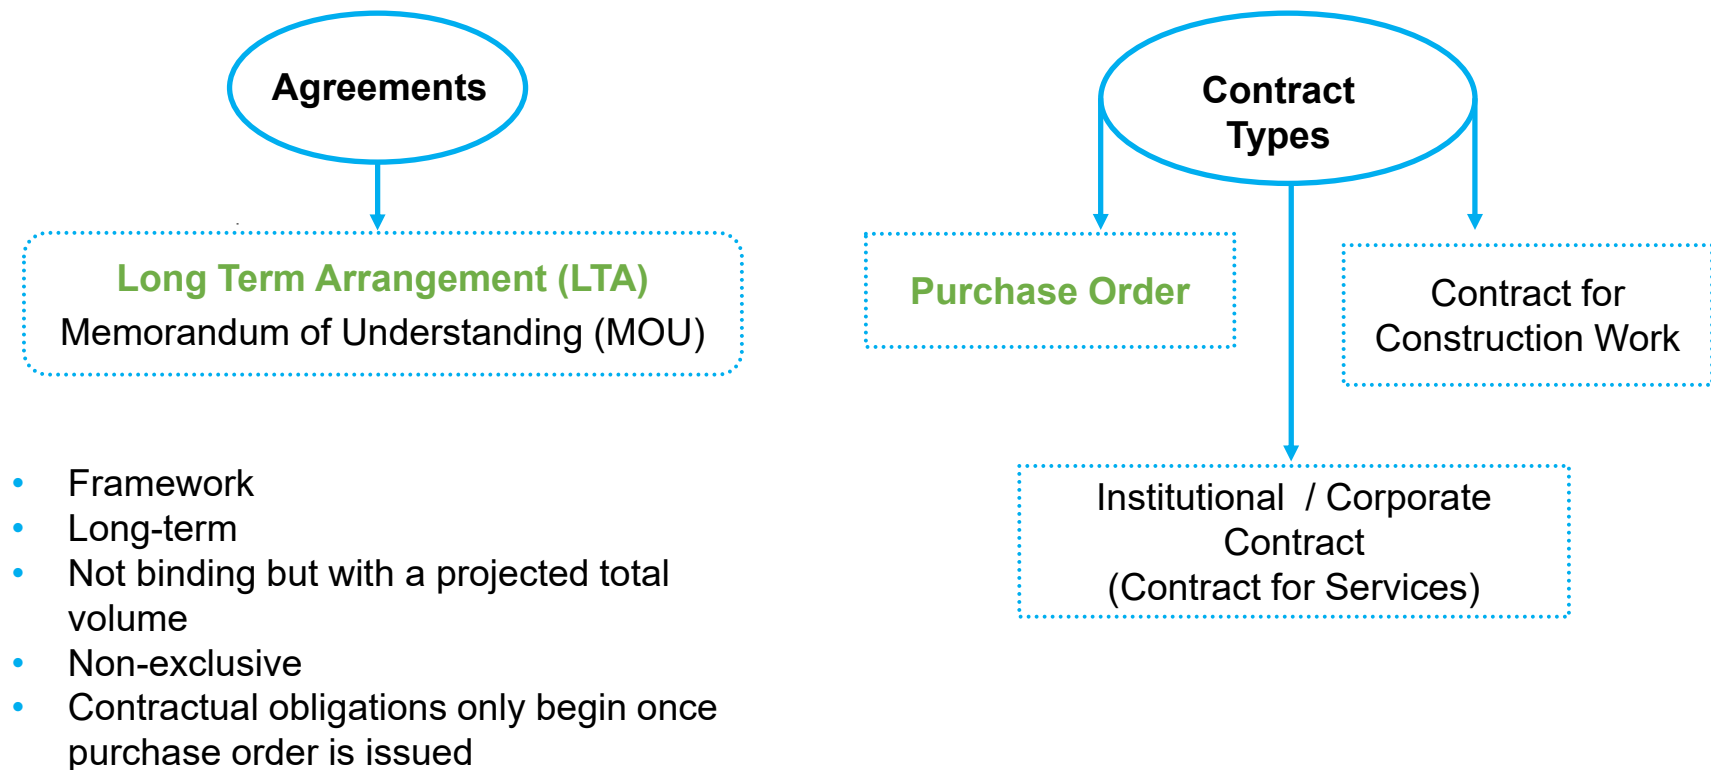 Agreements
Long Term Arrangement (LTA)
Memorandum of Understanding (MOU)
• Framework
• Long-term
• Not binding but with a projected total
volume
• Non-exclusive
• Contractual obligations only begin once
purchase order is issued
Contract
Types
Purchase Order
Contract for
Construction Work
Institutional / Corporate
Contract
(Contract for Services)